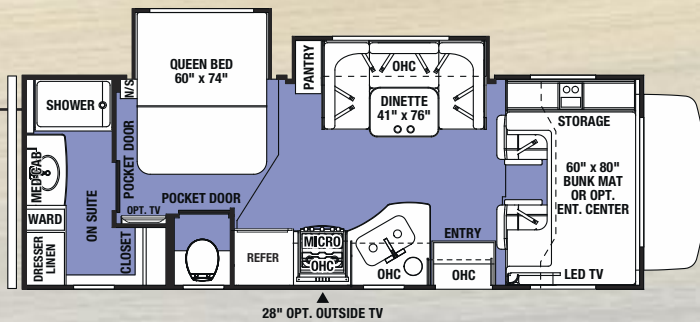 QUEEN BED
60" x 74"
N/S
PANTRY
OHC
DINETTE
41" x 76"
SHOWER
POCKET DOOR
MED CAB
ON SUITE
POCKET DOOR
OPT. TV
WARD
DRESSER
LINEN
CLOSET
REFER
MICRO
OHC
OHC
ENTRY
OHC
STORAGE
60" x 80"
BUNK MAT
OR OPT.
ENT. CENTER
LED TV
28" OPT. OUTSIDE TV